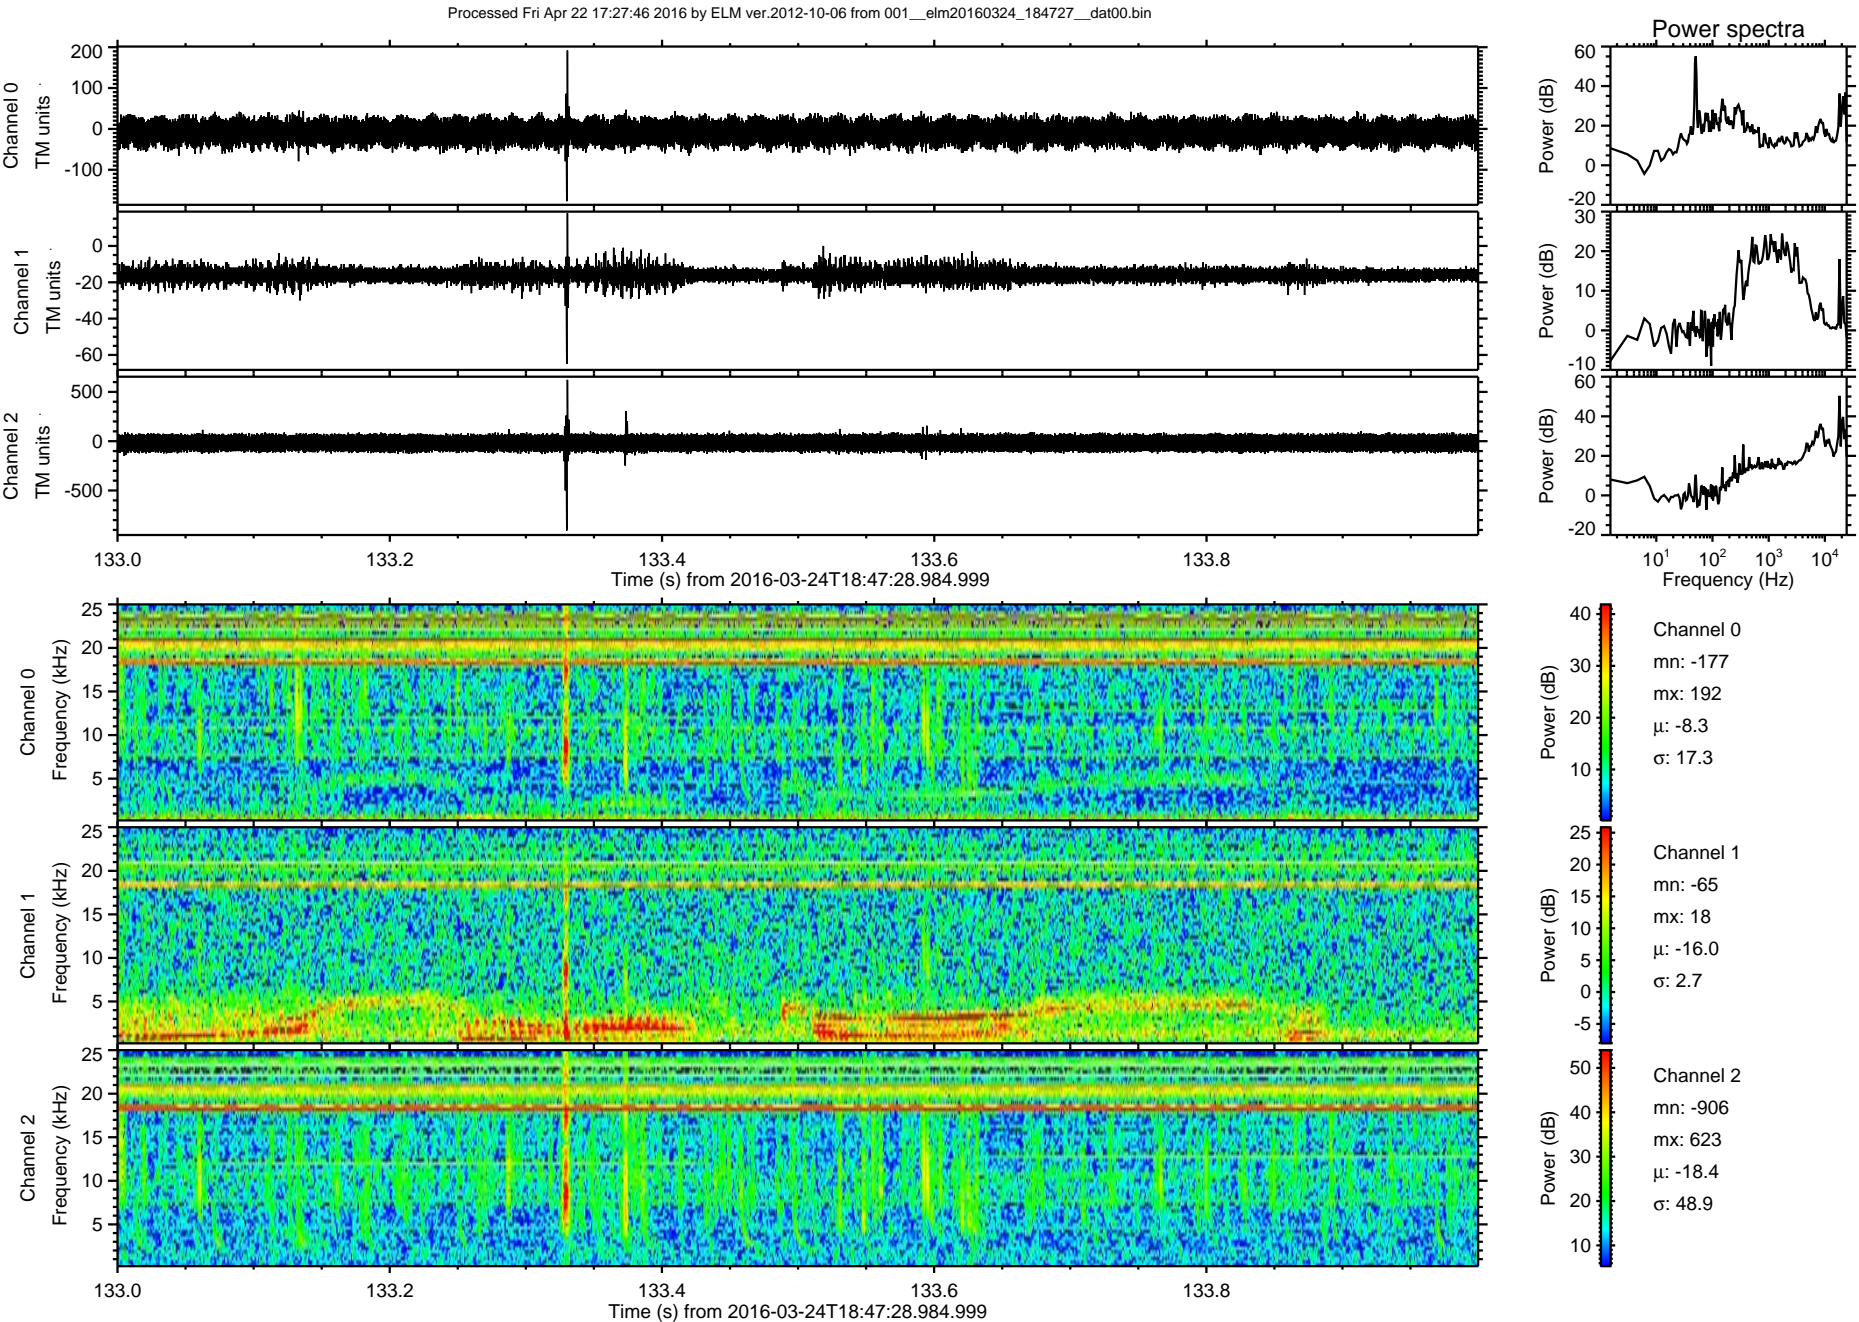 Processed Fri Apr 22 17:27:46 2016 by ELM ver.2012-10-06 from 001__elm20160324_184727__dat00.bin
Power spectra
Channel 0
TM units
200
100
0
-100
Power (dB)
60
40
20
0
-20
Channel 1
TM units
0
-20
-40
-60
Power (dB)
30
20
10
0
-10
Channel 2
TM units
500
0
-500
Power (dB)
60
40
20
0
-20
133.0 133.2 133.4 133.6 133.8
Time (s) from 2016-03-24T18:47:28.984.999
10¹ 10² 10³ 10⁴
Frequency (Hz)
Channel 0
Frequency (kHz)
25
20
15
10
5
Power (dB)
40
30
20
10
Channel 0
mn: -177
mx: 192
μ: -8.3
σ: 17.3
Channel 1
Frequency (kHz)
25
20
15
10
5
Power (dB)
25
20
15
10
5
0
-5
Channel 1
mn: -65
mx: 18
μ: -16.0
σ: 2.7
Channel 2
Frequency (kHz)
25
20
15
10
5
Power (dB)
50
40
30
20
10
Channel 2
mn: -906
mx: 623
μ: -18.4
σ: 48.9
133.0 133.2 133.4 133.6 133.8
Time (s) from 2016-03-24T18:47:28.984.999